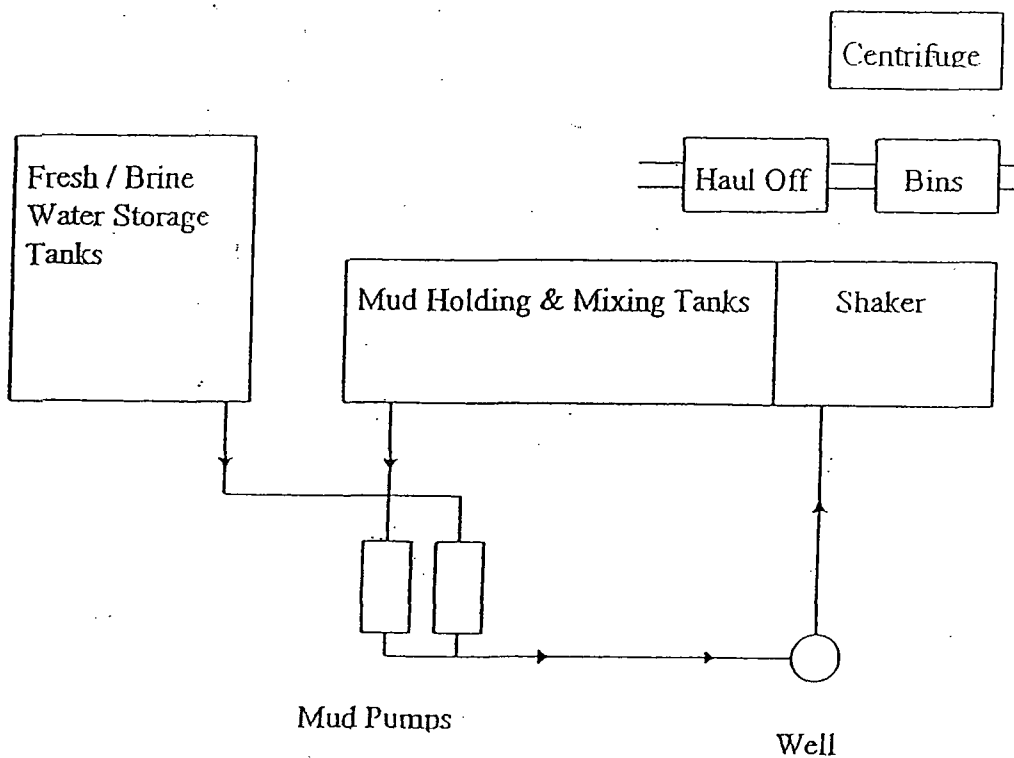 Centrifuge
Fresh / Brine
Water Storage
Tanks
Haul Off
Bins
Mud Holding & Mixing Tanks
Shaker
Mud Pumps
Well